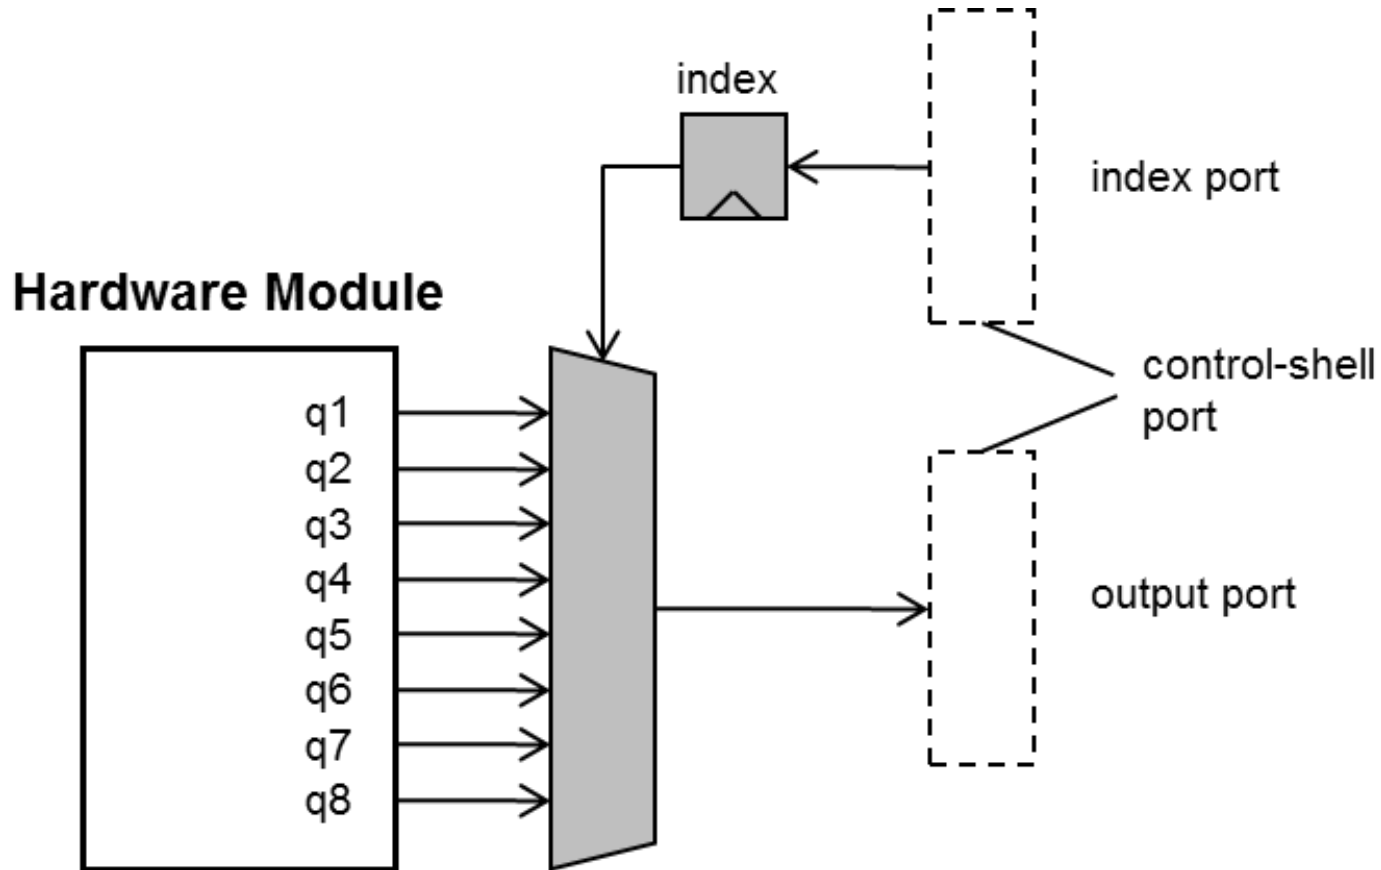 index
index port
Hardware Module
control-shell
port
q1
q2
q3
q4
q5
q6
q7
q8
output port